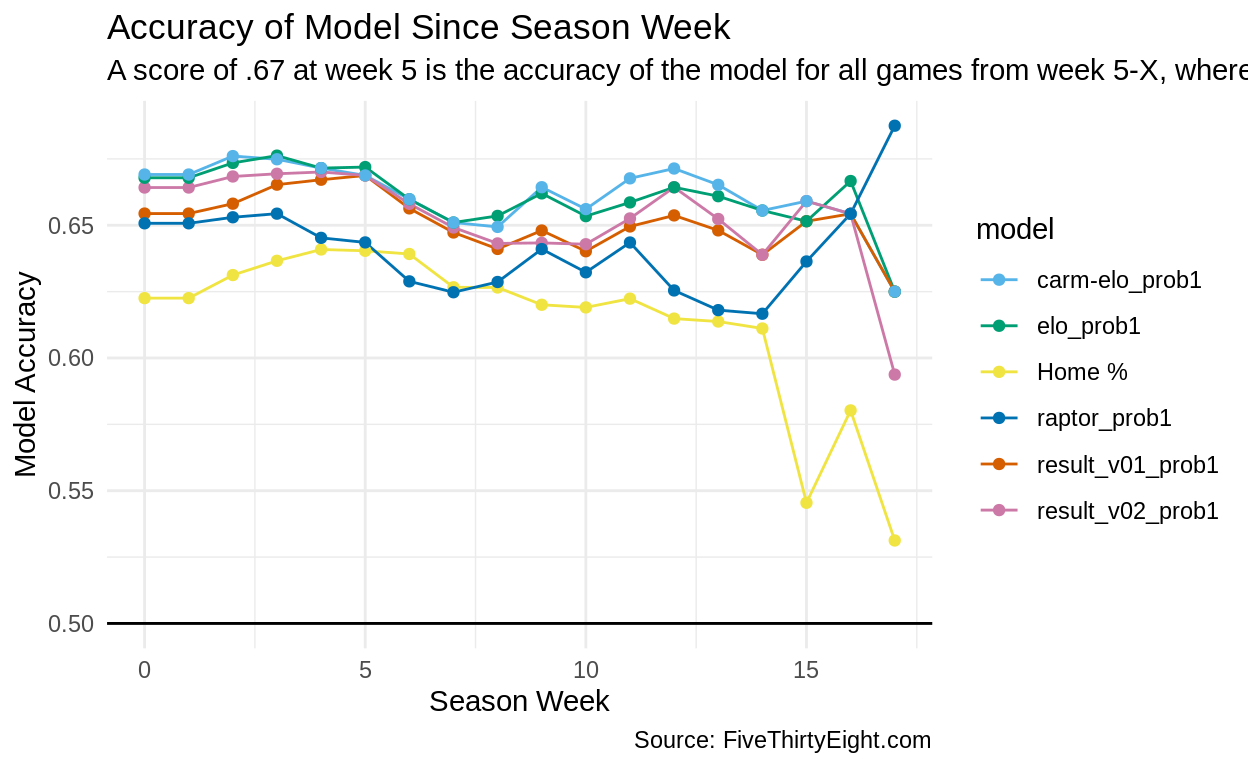 Accuracy of Model Since Season Week
A score of .67 at week 5 is the accuracy of the model for all games from week 5-X, where
Model Accuracy
0.65
0.60
0.55
0.50
0 5 10 15
Season Week
model
carm-elo_prob1
elo_prob1
Home %
raptor_prob1
result_v01_prob1
result_v02_prob1
Source: FiveThirtyEight.com